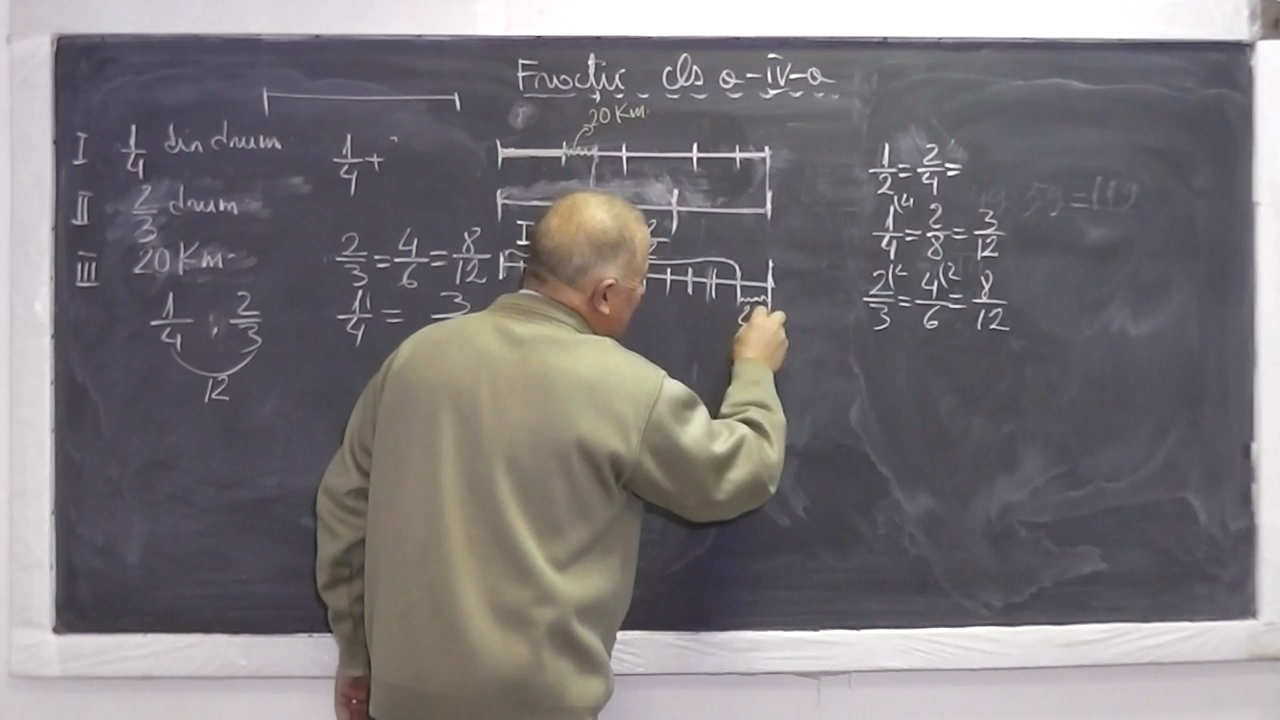 Fracții cls a-IV-a
20 Km
I 1/4 din drum
II 2/3 drum
III 20 Km
1/4, 2/3
12
1/4 +
2/3 = 4/6 = 8/12
1/4 = 3
I
1/2 = 2/4 =
1/4 = 2/8 = 3/12
2/3 = 4/6 = 8/12